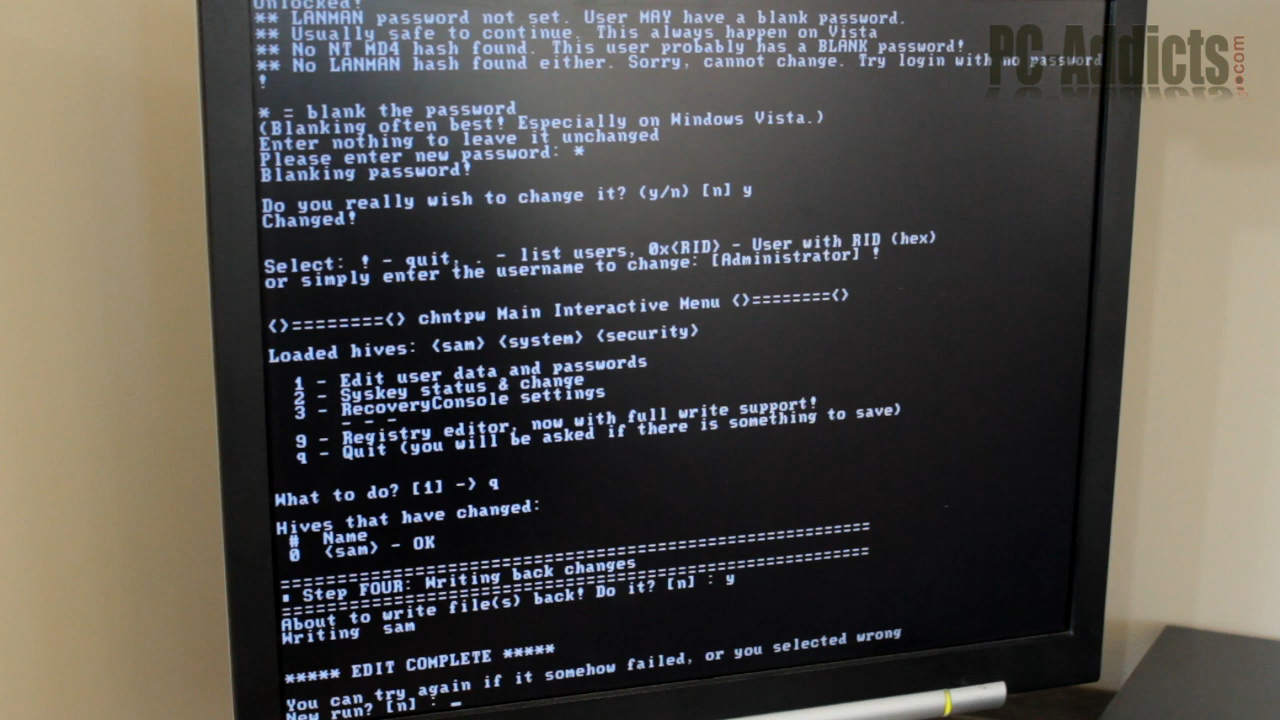 Unlocked!
** LANMAN password not set. User MAY have a blank password.
** Usually safe to continue. This always happen on Vista
** No NT MD4 hash found. This user probably has a BLANK password!
** No LANMAN hash found either. Sorry, cannot change. Try login with no password
!
* = blank the password
(Blanking often best! Especially on Windows Vista.)
Enter nothing to leave it unchanged
Please enter new password: *
Blanking password!
Do you really wish to change it? (y/n) [n] y
Changed!
Select: ! - quit, . - list users, 0x<RID> - User with RID (hex)
or simply enter the username to change: [Administrator] !
<>========<> chntpw Main Interactive Menu <>========<>
Loaded hives: <sam> <system> <security>
1 - Edit user data and passwords
2 - Syskey status & change
3 - RecoveryConsole settings
- - -
9 - Registry editor, now with full write support!
q - Quit (you will be asked if there is something to save)
What to do? [1] -> q
Hives that have changed:
# Name
0 <sam> - OK
=========================================================
▪ Step FOUR: Writing back changes
=========================================================
About to write file(s) back! Do it? [n] : y
Writing sam
***** EDIT COMPLETE *****
You can try again if it somehow failed, or you selected wrong
New run? [n] : _
PC Addicts.com